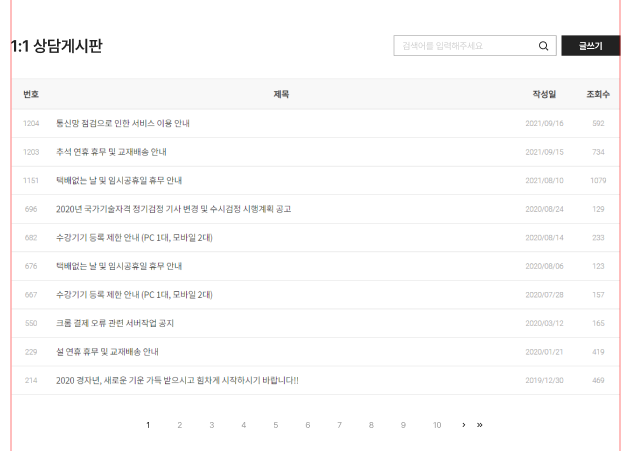 1:1 상담게시판
검색어를 입력해주세요.
글쓰기
번호 제목 작성일 조회수
1204 통신망 점검으로 인한 서비스 이용 안내 2021/09/16 592
1203 추석 연휴 휴무 및 교재배송 안내 2021/09/15 734
1151 택배없는 날 및 임시공휴일 휴무 안내 2021/08/10 1079
696 2020년 국가기술자격 정기검정 기사 변경 및 수시검정 시행계획 공고 2020/08/24 129
682 수강기기 등록 제한 안내 (PC 1대, 모바일 2대) 2020/08/14 233
676 택배없는 날 및 임시공휴일 휴무 안내 2020/08/06 123
667 수강기기 등록 제한 안내 (PC 1대, 모바일 2대) 2020/07/28 157
550 크롬 결제 오류 관련 서버작업 공지 2020/03/12 165
229 설 연휴 휴무 및 교재배송 안내 2020/01/21 419
214 2020 경자년, 새로운 기운 가득 받으시고 힘차게 시작하시기 바랍니다!! 2019/12/30 469
1 2 3 4 5 6 7 8 9 10 › »